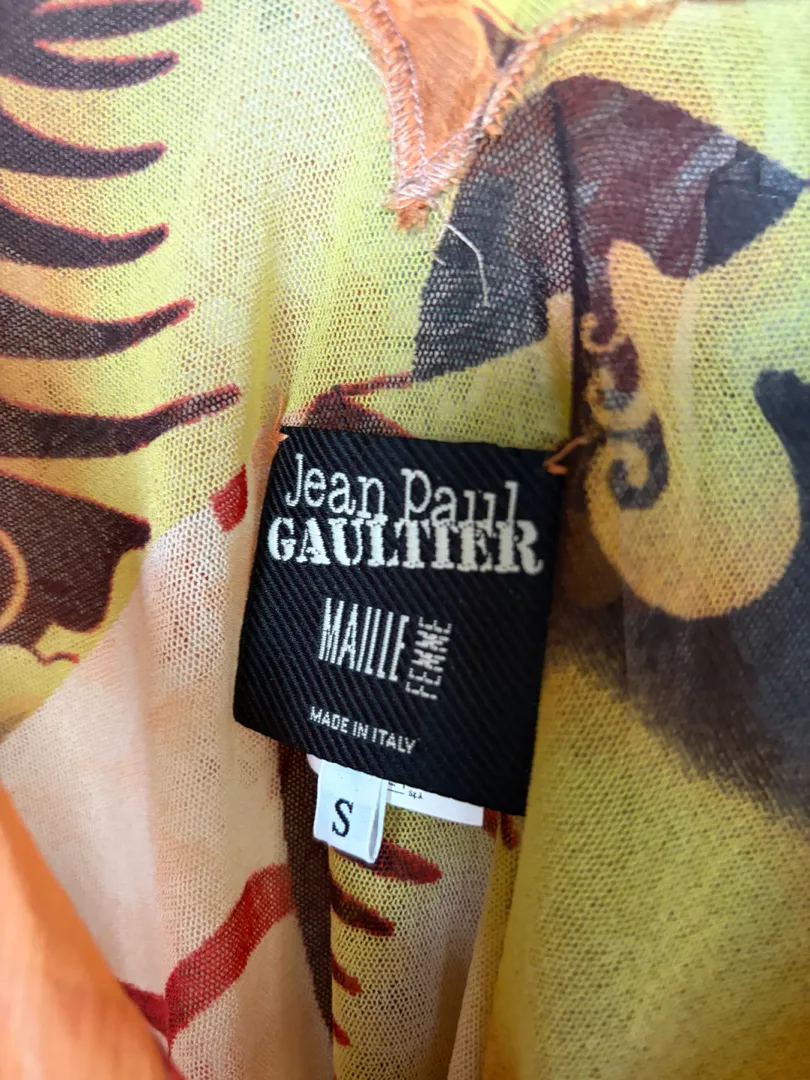 Jean Paul
GAULTIER
MAILLE
FEMME
MADE IN ITALY
S